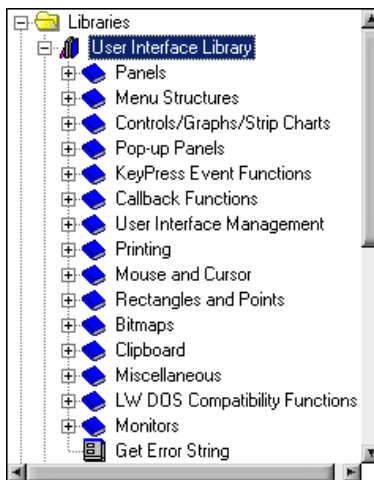 Libraries
User Interface Library
Panels
Menu Structures
Controls/Graphs/Strip Charts
Pop-up Panels
KeyPress Event Functions
Callback Functions
User Interface Management
Printing
Mouse and Cursor
Rectangles and Points
Bitmaps
Clipboard
Miscellaneous
LW DOS Compatibility Functions
Monitors
Get Error String